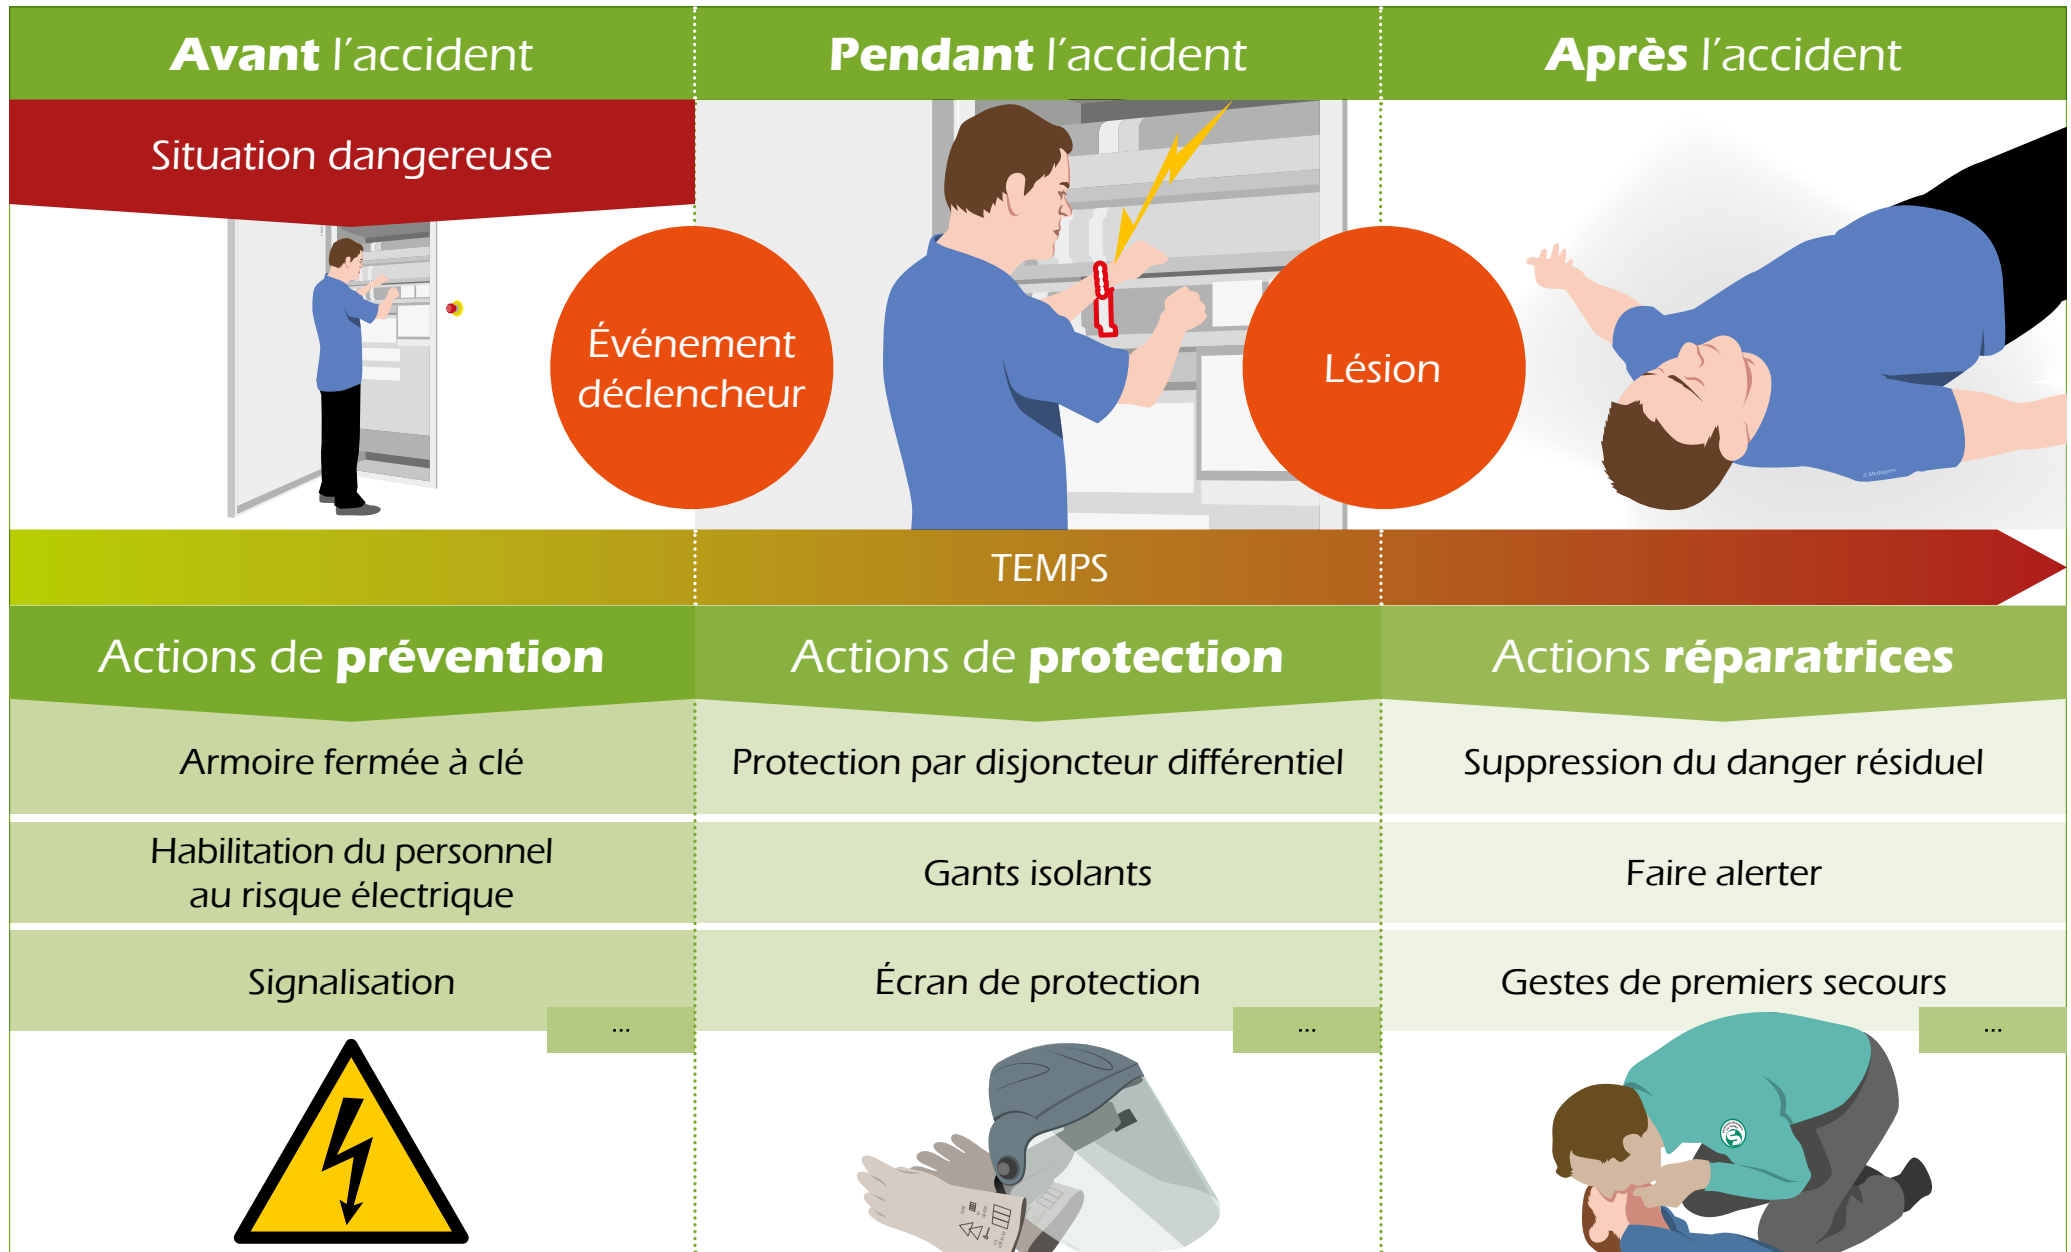 Avant l'accident
Pendant l'accident
Après l'accident
Situation dangereuse
Événement
déclencheur
Lésion
© Mediaprev
TEMPS
Actions de prévention
Actions de protection
Actions réparatrices
Armoire fermée à clé
Protection par disjoncteur différentiel
Suppression du danger résiduel
Habilitation du personnel
au risque électrique
Gants isolants
Faire alerter
Signalisation
Écran de protection
Gestes de premiers secours
...
...
...